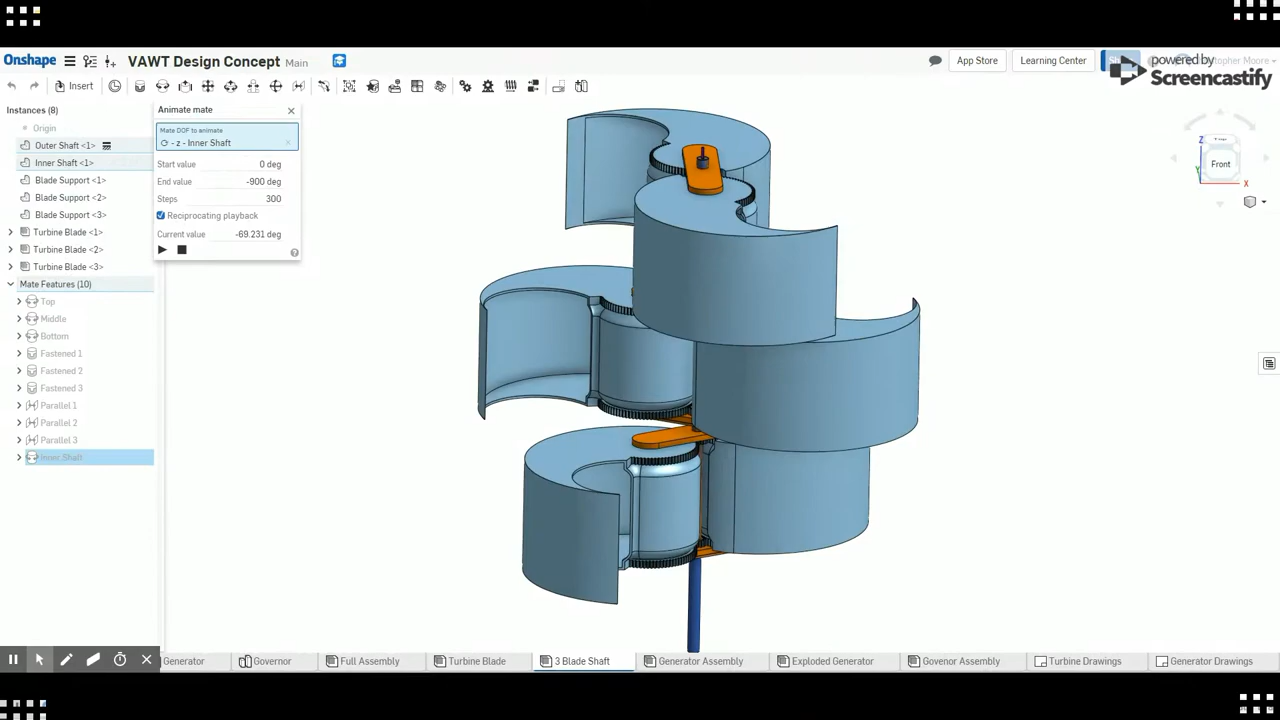 Onshape
VAWT Design Concept Main
App Store
Learning Center
powered by
Screencastify
Insert
Instances (8)
Origin
Outer Shaft <1>
Inner Shaft <1>
Blade Support <1>
Blade Support <2>
Blade Support <3>
Turbine Blade <1>
Turbine Blade <2>
Turbine Blade <3>
Mate Features (10)
Top
Middle
Bottom
Fastened 1
Fastened 2
Fastened 3
Parallel 1
Parallel 2
Parallel 3
Inner Shaft
Animate mate
Mate DOF to animate
- z - Inner Shaft
Start value 0 deg
End value -900 deg
Steps 300
Reciprocating playback
Current value -69.231 deg
Z
Front
X
Y
Generator
Governor
Full Assembly
Turbine Blade
3 Blade Shaft
Generator Assembly
Exploded Generator
Govenor Assembly
Turbine Drawings
Generator Drawings